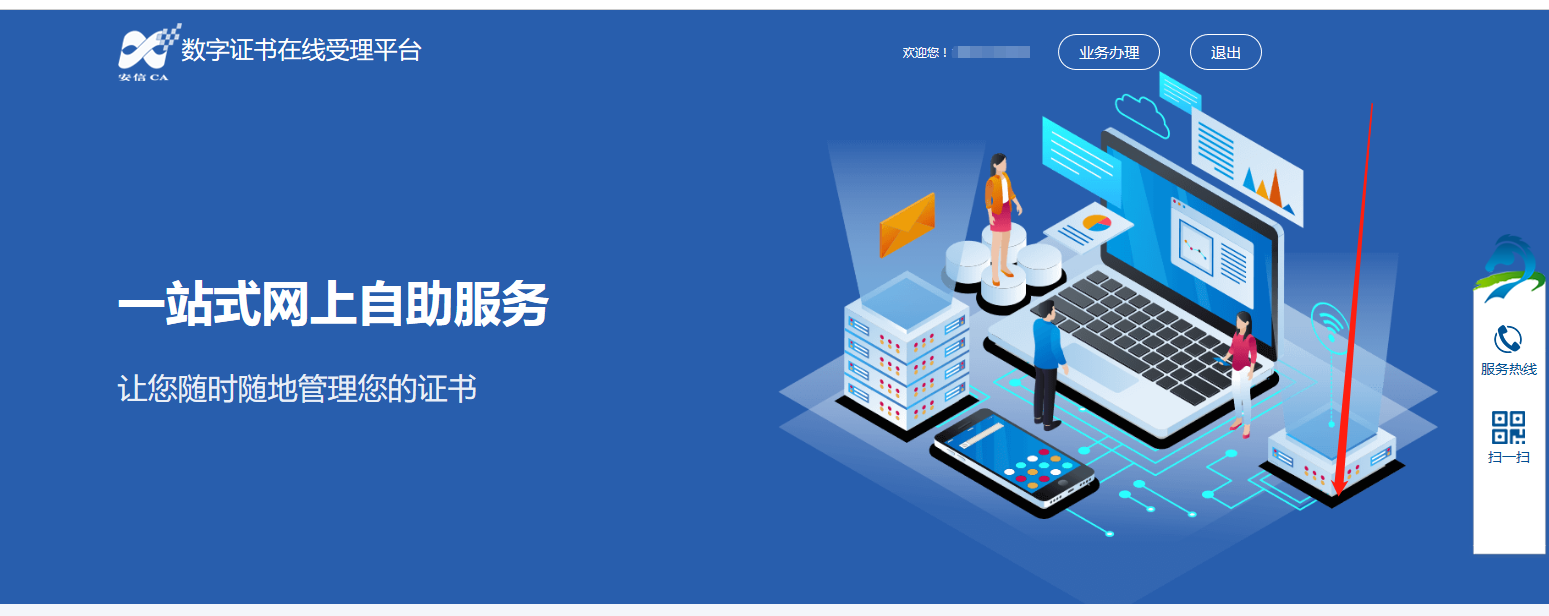 数字证书在线受理平台
安信 CA
欢迎您！
业务办理
退出
一站式网上自助服务
让您随时随地管理您的证书
服务热线
扫一扫